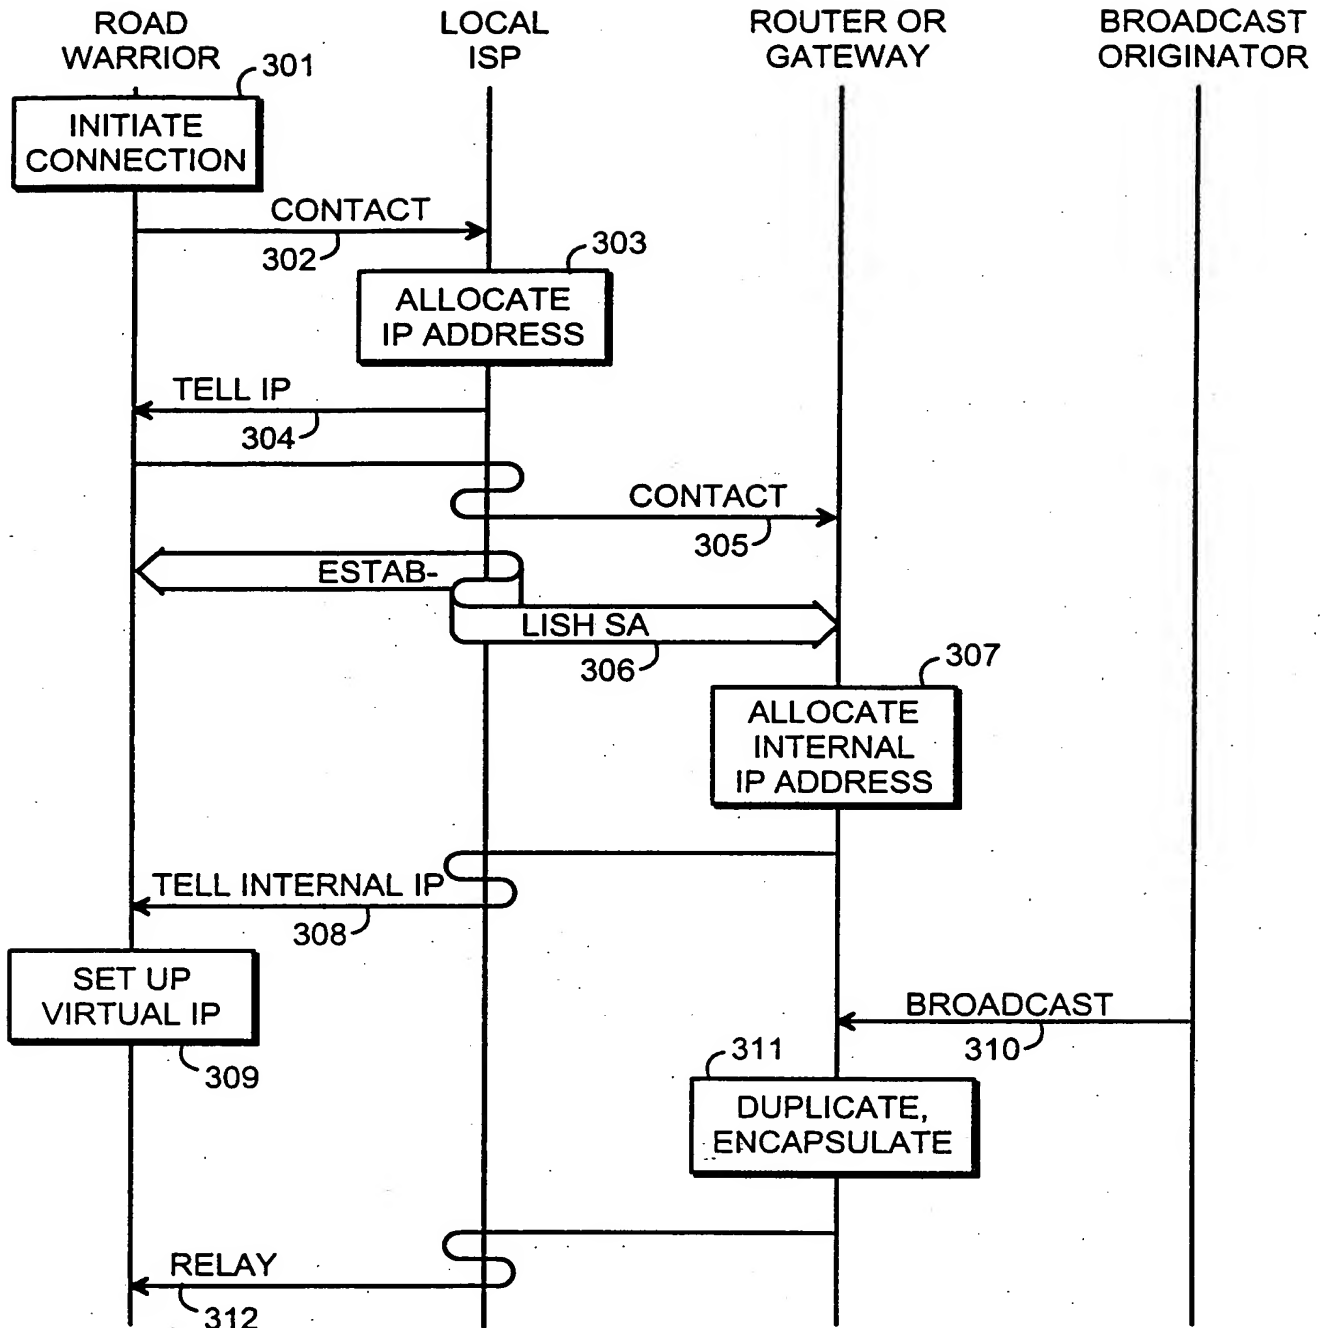 ROAD
WARRIOR
LOCAL
ISP
ROUTER OR
GATEWAY
BROADCAST
ORIGINATOR
301
INITIATE
CONNECTION
CONTACT
302
303
ALLOCATE
IP ADDRESS
TELL IP
304
CONTACT
305
ESTAB-
LISH SA
306
307
ALLOCATE
INTERNAL
IP ADDRESS
TELL INTERNAL IP
308
SET UP
VIRTUAL IP
309
BROADCAST
310
311
DUPLICATE,
ENCAPSULATE
RELAY
312